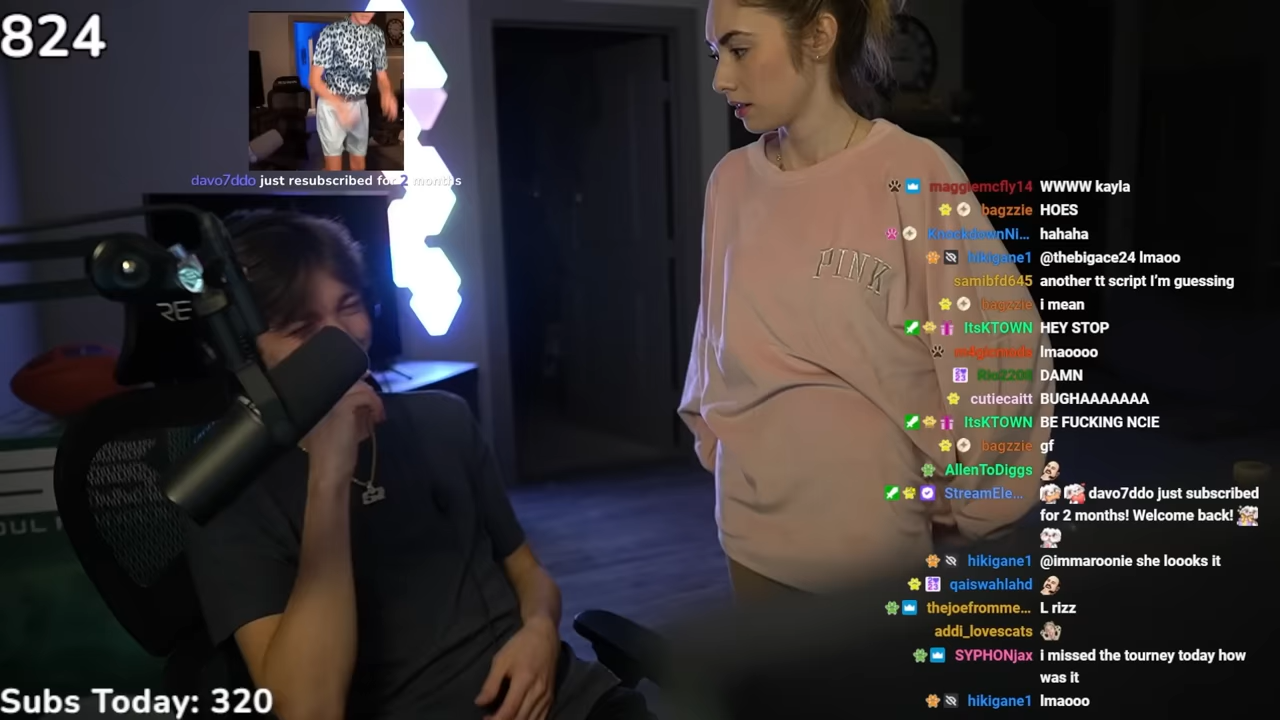 824
davo7ddo just resubscribed for 2 months
RE
PINK
maggiemcfly14 WWWW kayla
bagzzie HOES
KnockdownNi... hahaha
hikigane1 @thebigace24 lmaoo
samibfd645 another tt script I'm guessing
bagzzie i mean
ItsKTOWN HEY STOP
lmaoooo
DAMN
cutiecaitt BUGHAAAAAAA
ItsKTOWN BE FUCKING NCIE
bagzzie gf
AllenToDiggs
StreamEle... davo7ddo just subscribed
for 2 months! Welcome back!
hikigane1 @immaroonie she loooks it
qaiswahlahd
thejoefromme... L rizz
addi_lovescats
SYPHONjax i missed the tourney today how
was it
hikigane1 lmaooo
Subs Today: 320